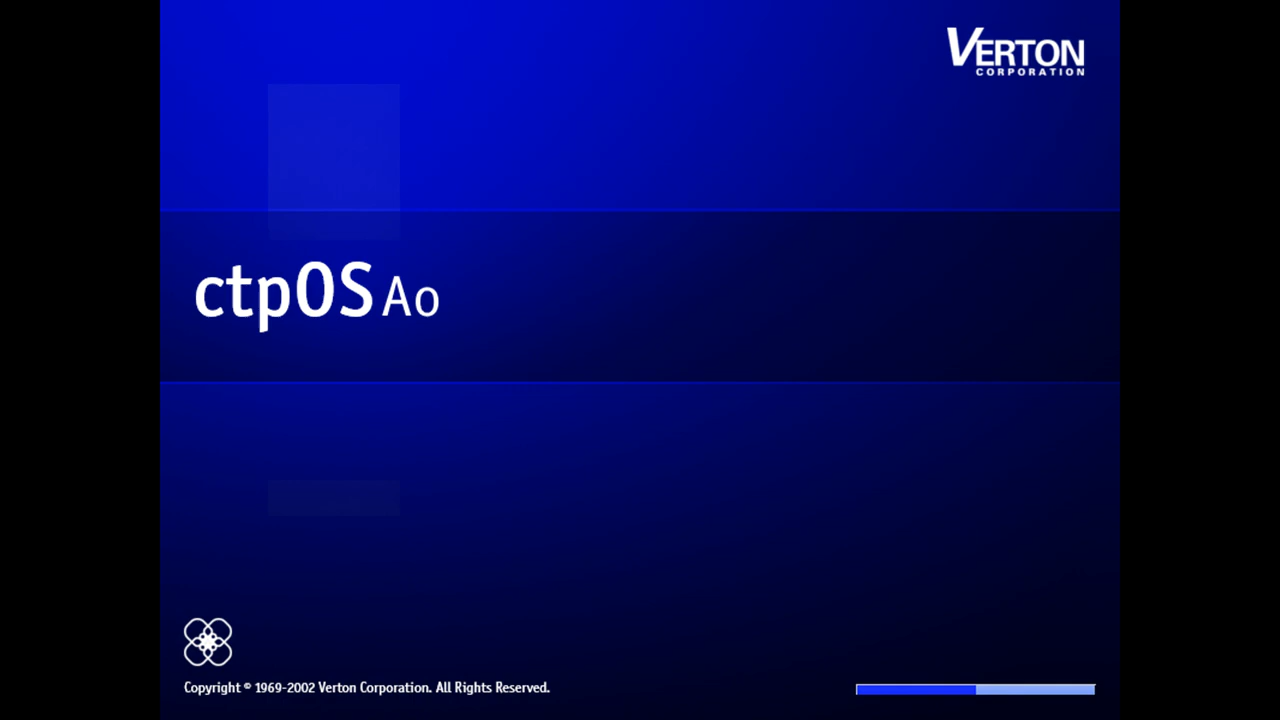 VERTON
CORPORATION
ctpOS Ao
Copyright © 1969-2002 Verton Corporation. All Rights Reserved.